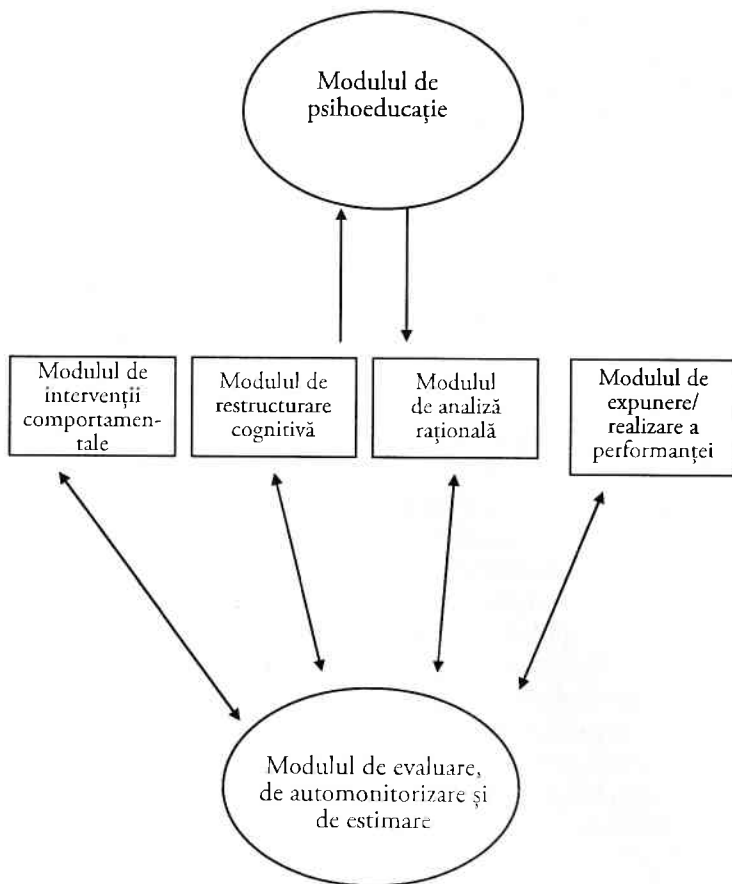 Modulul de
psihoeducaţie
Modulul de
intervenţii
comportamen-
tale
Modulul de
restructurare
cognitivă
Modulul
de analiză
raţională
Modulul de
expunere/
realizare a
performanţei
Modulul de evaluare,
de automonitorizare şi
de estimare